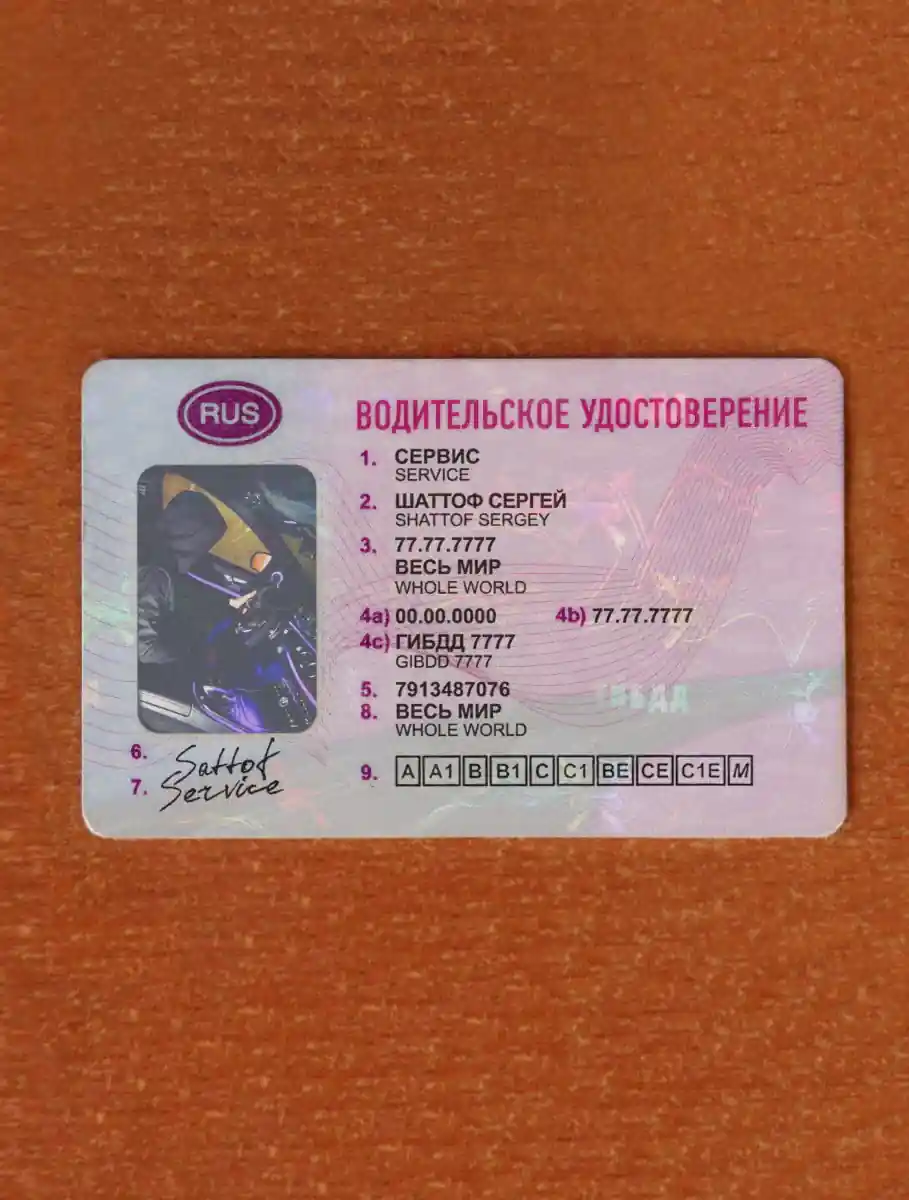 RUS
ВОДИТЕЛЬСКОЕ УДОСТОВЕРЕНИЕ
1. СЕРВИС
SERVICE
2. ШАТТОФ СЕРГЕЙ
SHATTOF SERGEY
3. 77.77.7777
ВЕСЬ МИР
WHOLE WORLD
4a) 00.00.0000 4b) 77.77.7777
4c) ГИБДД 7777
GIBDD 7777
5. 7913487076
8. ВЕСЬ МИР
WHOLE WORLD
ГИБДД
6. Sattof
7. Service
9. A A1 B B1 C C1 BE CE C1E M